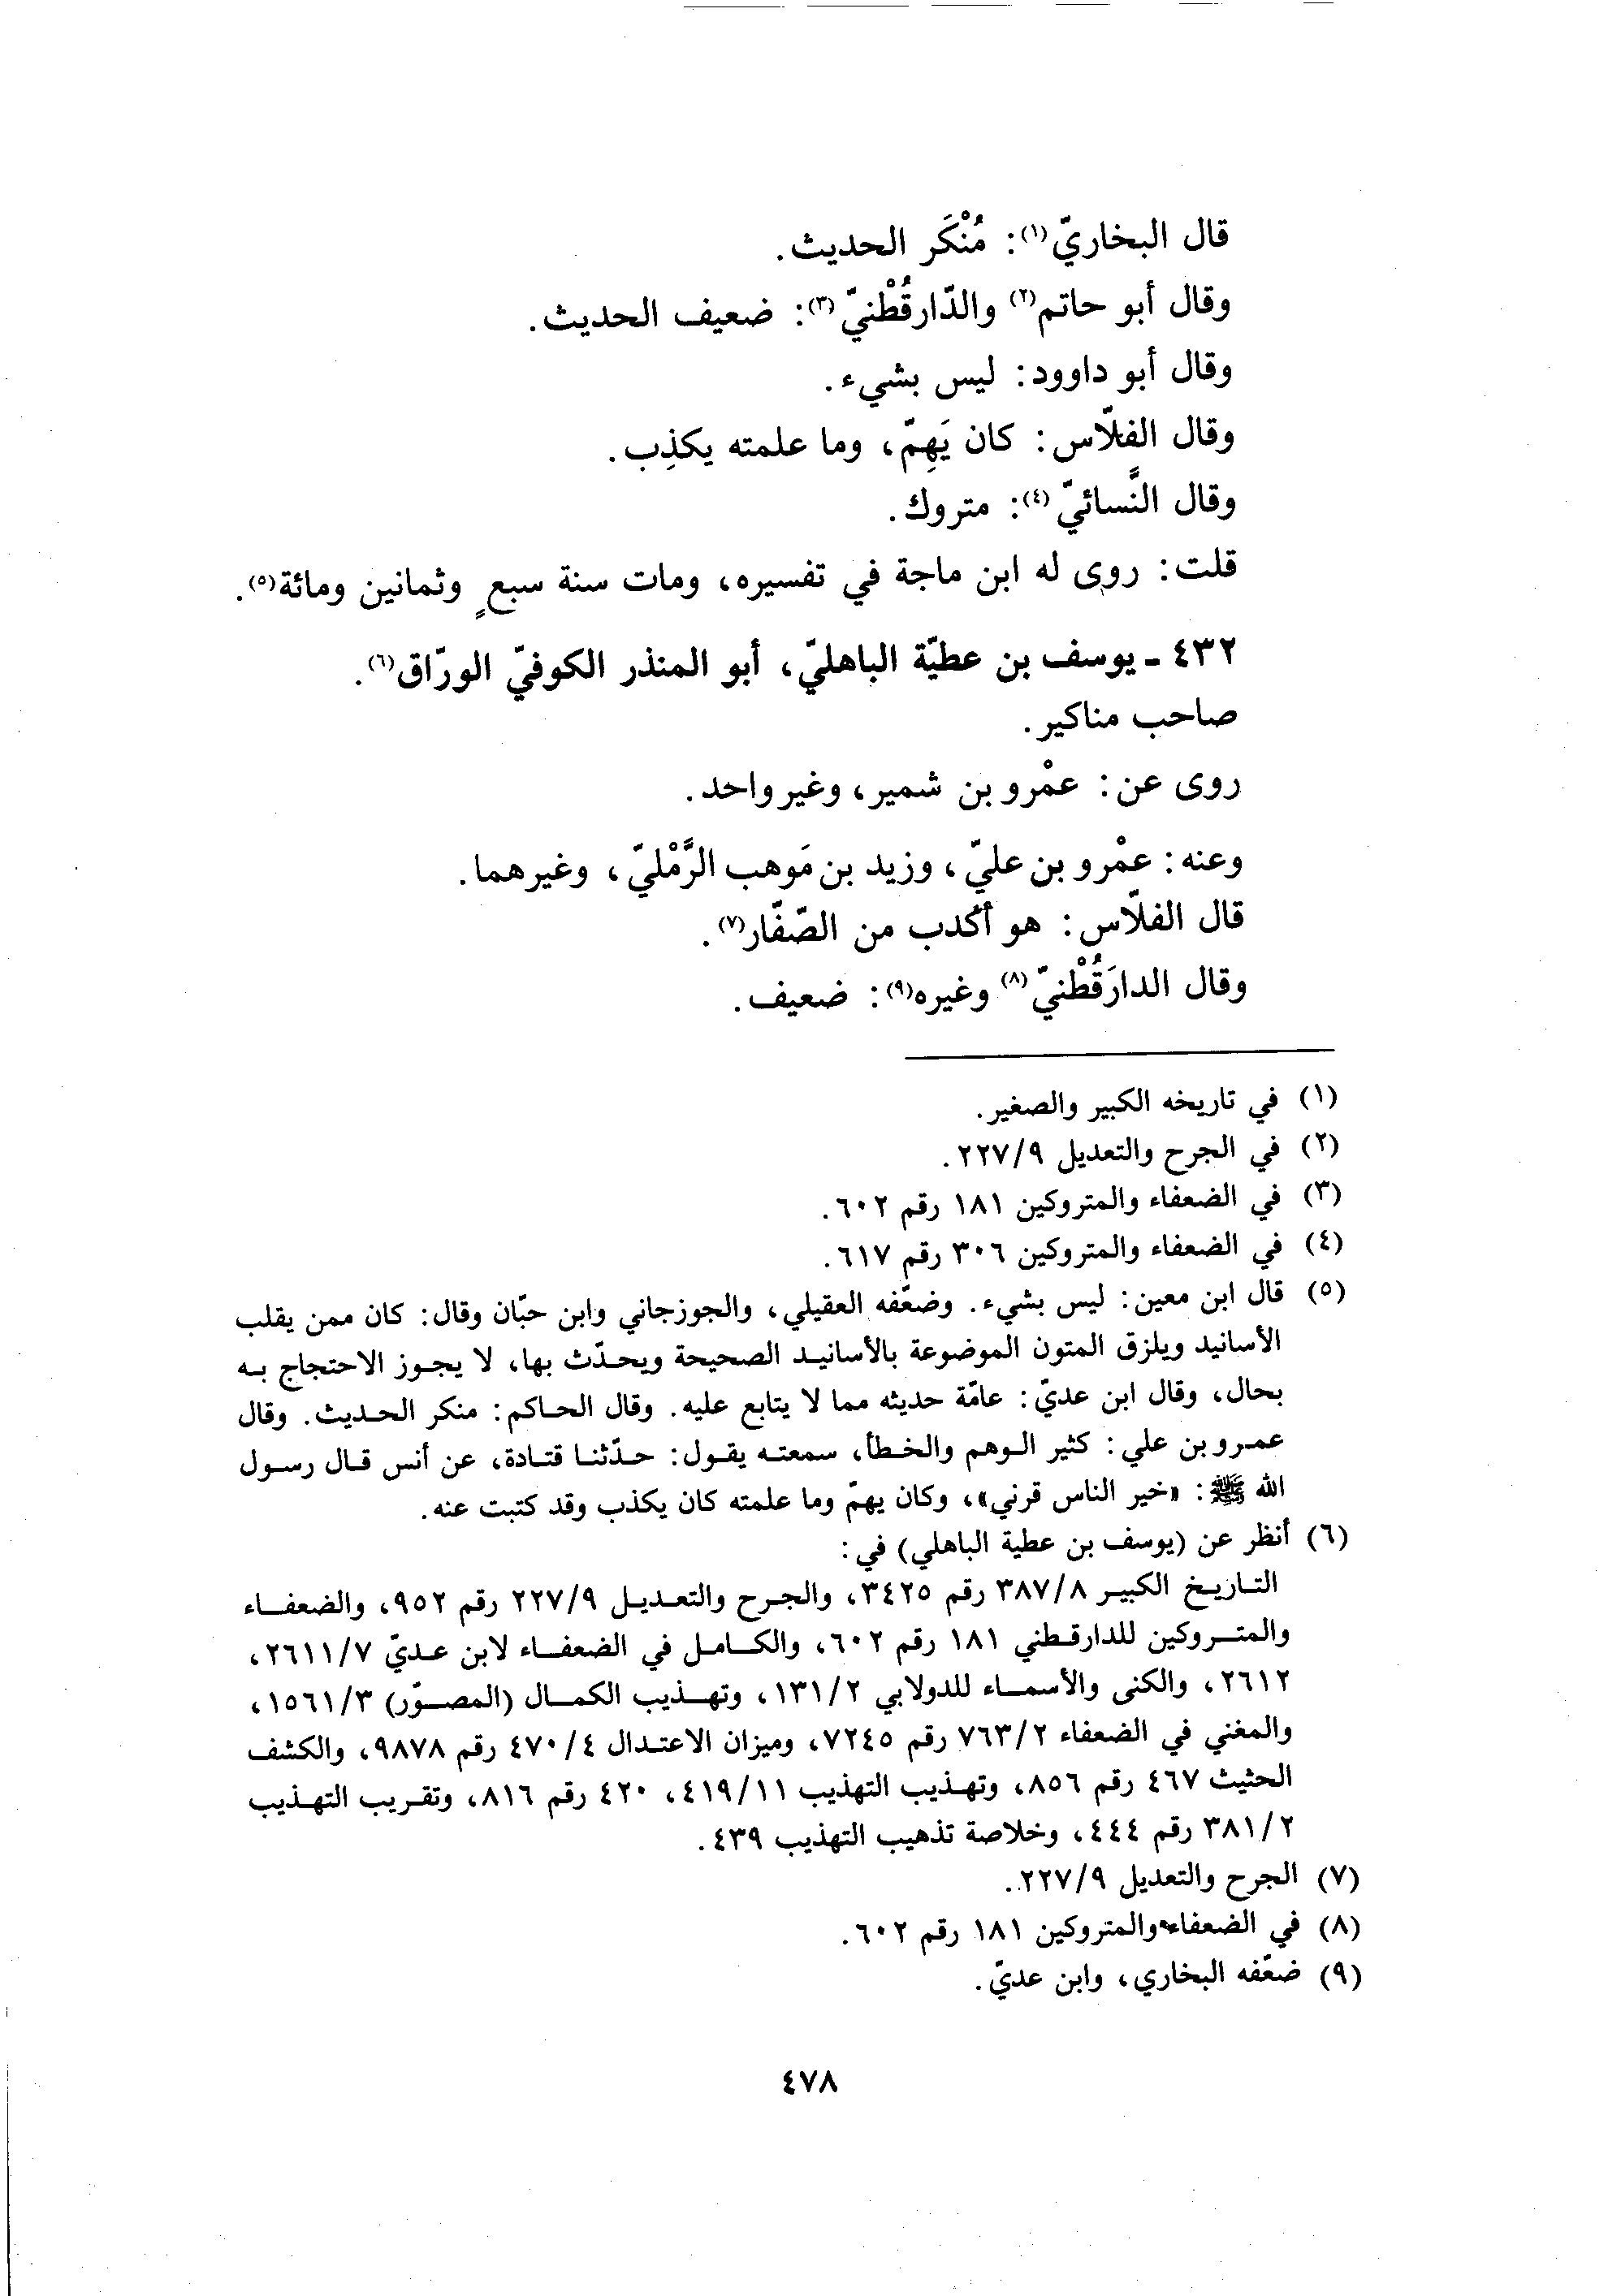 قال البخاريّ(١): مُنْكَر الحديث.
وقال أبو حاتم(٢) والدّارقُطْنيّ(٣): ضعيف الحديث.
وقال أبو داوود: ليس بشيء.
وقال الفلّاس: كان يَهِمّ، وما علمته يكذِب.
وقال النَّسائيّ(٤): متروك.
قلت: روى له ابن ماجة في تفسيره، ومات سنة سبعٍ وثمانين ومائة(٥).
٤٣٢ ـ يوسف بن عطيّة الباهليّ، أبو المنذر الكوفيّ الورّاق(٦).
صاحب مناكير.
روى عن: عمْرو بن شمير، وغير واحد.
وعنه: عمْرو بن عليّ، وزيد بن مَوهب الرَّمْليّ، وغيرهما.
قال الفلّاس: هو أكذب من الصّفّار(٧).
وقال الدارَقُطْنيّ(٨) وغيره(٩): ضعيف.
(١) في تاريخه الكبير والصغير.
(٢) في الجرح والتعديل ٢٢٧/٩.
(٣) في الضعفاء والمتروكين ١٨١ رقم ٦٠٢.
(٤) في الضعفاء والمتروكين ٣٠٦ رقم ٦١٧.
(٥) قال ابن معين: ليس بشيء. وضعّفه العقيلي، والجوزجاني وابن حبّان وقال: كان ممن يقلب
الأسانيد ويلزق المتون الموضوعة بالأسانيد الصحيحة ويحدّث بها، لا يجوز الاحتجاج به
بحال، وقال ابن عديّ: عامّة حديثه مما لا يتابع عليه. وقال الحاكم: منكر الحديث. وقال
عمرو بن علي: كثير الوهم والخطأ، سمعته يقول: حدّثنا قتادة، عن أنس قال رسول
الله ﷺ: «خير الناس قرني»، وكان يهمّ وما علمته كان يكذب وقد كتبت عنه.
(٦) أنظر عن (يوسف بن عطية الباهلي) في:
التاريخ الكبير ٣٨٧/٨ رقم ٣٤٢٥، والجرح والتعديل ٢٢٧/٩ رقم ٩٥٢، والضعفاء
والمتروكين للدارقطني ١٨١ رقم ٦٠٢، والكامل في الضعفاء لابن عديّ ٢٦١١/٧،
٢٦١٢، والكنى والأسماء للدولابي ١٣١/٢، وتهذيب الكمال (المصوّر) ١٥٦١/٣،
والمغني في الضعفاء ٧٦٣/٢ رقم ٧٢٤٥، وميزان الاعتدال ٤٧٠/٤ رقم ٩٨٧٨، والكشف
الحثيث ٤٦٧ رقم ٨٥٦، وتهذيب التهذيب ٤١٩/١١، ٤٢٠ رقم ٨١٦، وتقريب التهذيب
٣٨١/٢ رقم ٤٤٤، وخلاصة تذهيب التهذيب ٤٣٩.
(٧) الجرح والتعديل ٢٢٧/٩.
(٨) في الضعفاء والمتروكين ١٨١ رقم ٦٠٢.
(٩) ضعّفه البخاري، وابن عديّ.
٤٧٨